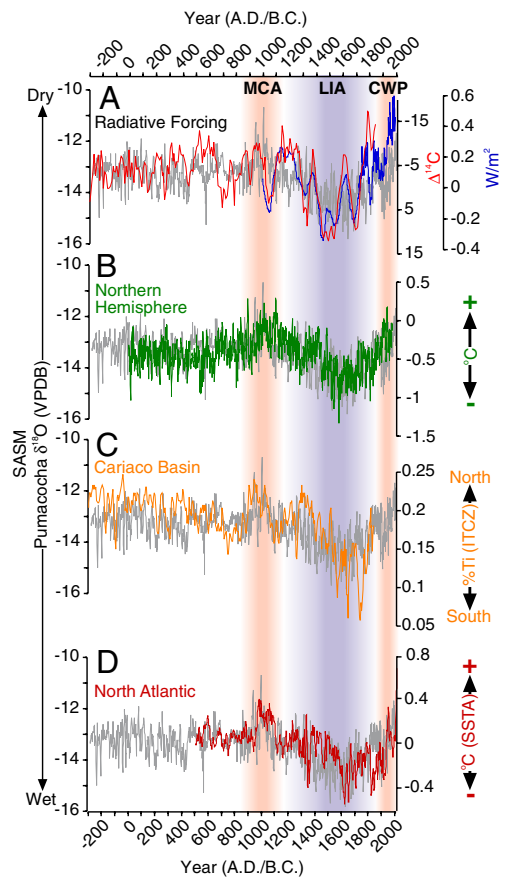 Year (A.D./B.C.)
-200 0 200 400 600 800 1000 1200 1400 1600 1800 2000
MCA LIA CWP
Dry
SASM
Pumacocha δ¹⁸O (VPDB)
Wet
A
Radiative Forcing
-10
-12
-14
-16
-15
-5
5
15
Δ¹⁴C
0.6
0.4
0.2
0
-0.2
-0.4
W/m²
B
Northern
Hemisphere
-10
-12
-14
-16
0.5
0
-0.5
-1
-1.5
+
°C
-
C
Cariaco Basin
-10
-12
-14
-16
0.25
0.2
0.15
0.1
0.05
North
%Ti (ITCZ)
South
D
North Atlantic
-10
-12
-14
-16
0.8
0.4
0
-0.4
+
°C (SSTA)
-
-200 0 200 400 600 800 1000 1200 1400 1600 1800 2000
Year (A.D./B.C.)